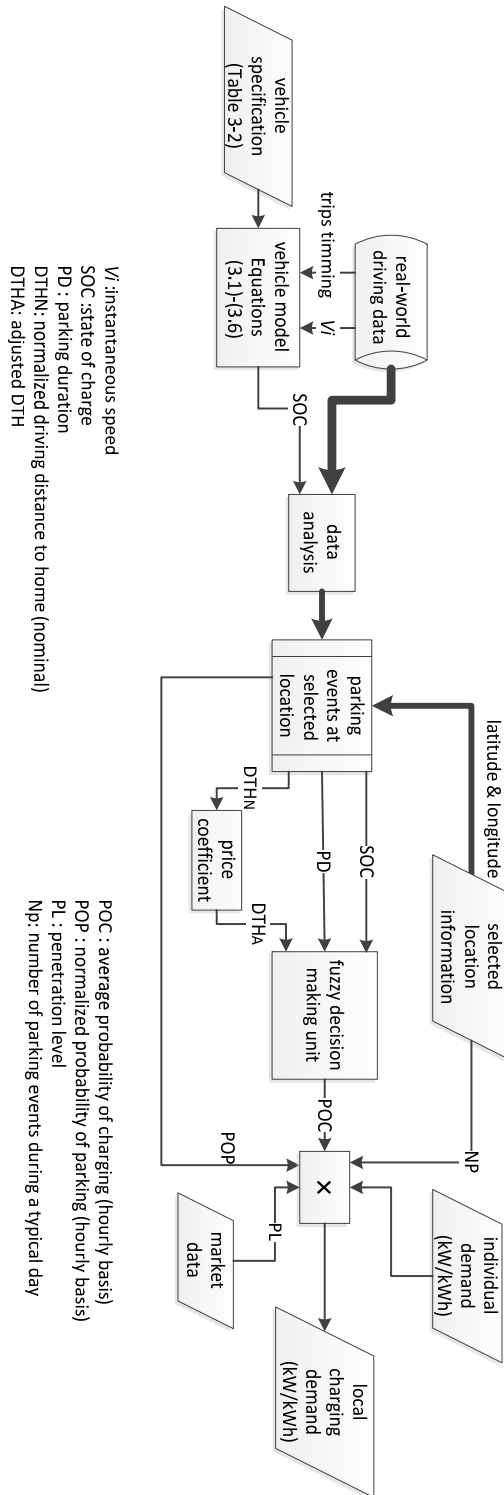 vehicle
specification
(Table 3-2)
real-world
driving data
trips timming
Vi
vehicle model
Equations
(3.1)-(3.6)
SOC
data
analysis
latitude & longitude
selected
location
information
parking
events at
selected
location
SOC
PD
DTHN
price
coefficient
DTHA
fuzzy decision
making unit
POC
POP
NP
×
PL
market
data
individual
demand
(kW/kWh)
local
charging
demand
(kW/kWh)
Vi :instantaneous speed
SOC :state of charge
PD : parking duration
DTHN: normalized driving distance to home (nominal)
DTHA: adjusted DTH
POC : average probability of charging (hourly basis)
POP : normalized probability of parking (hourly basis)
PL : penetration level
Np: number of parking events during a typical day